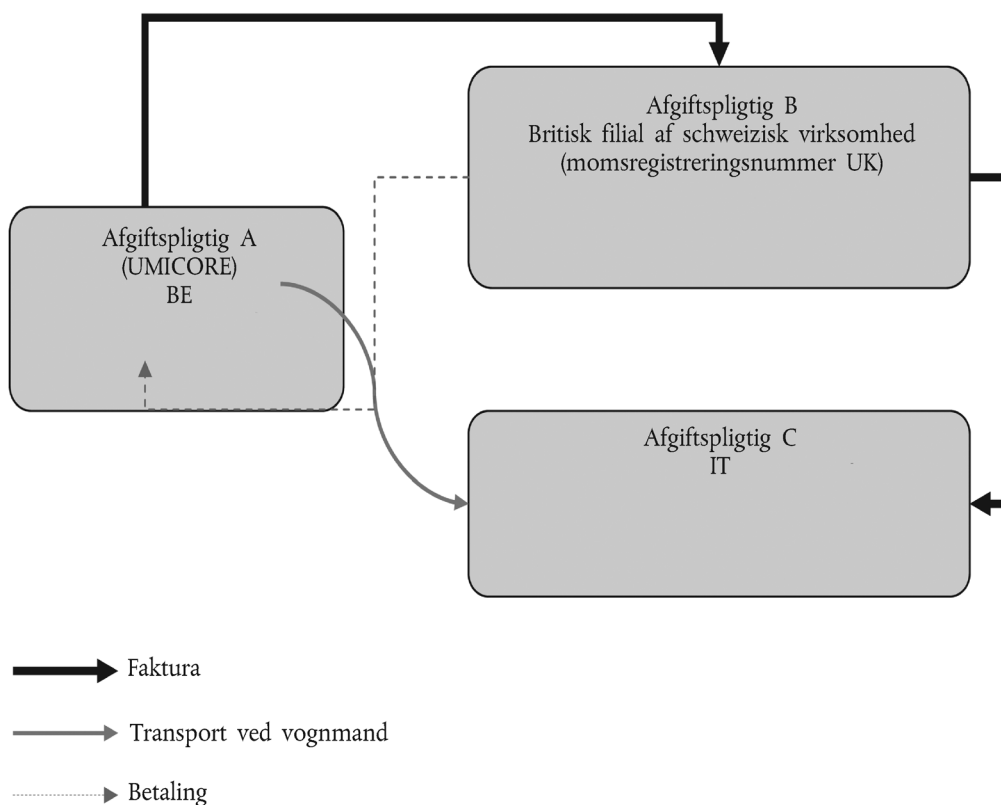 Afgiftspligtig B
Britisk filial af schweizisk virksomhed
(momsregistreringsnummer UK)
Afgiftspligtig A
(UMICORE)
BE
Afgiftspligtig C
IT
Faktura
Transport ved vognmand
Betaling